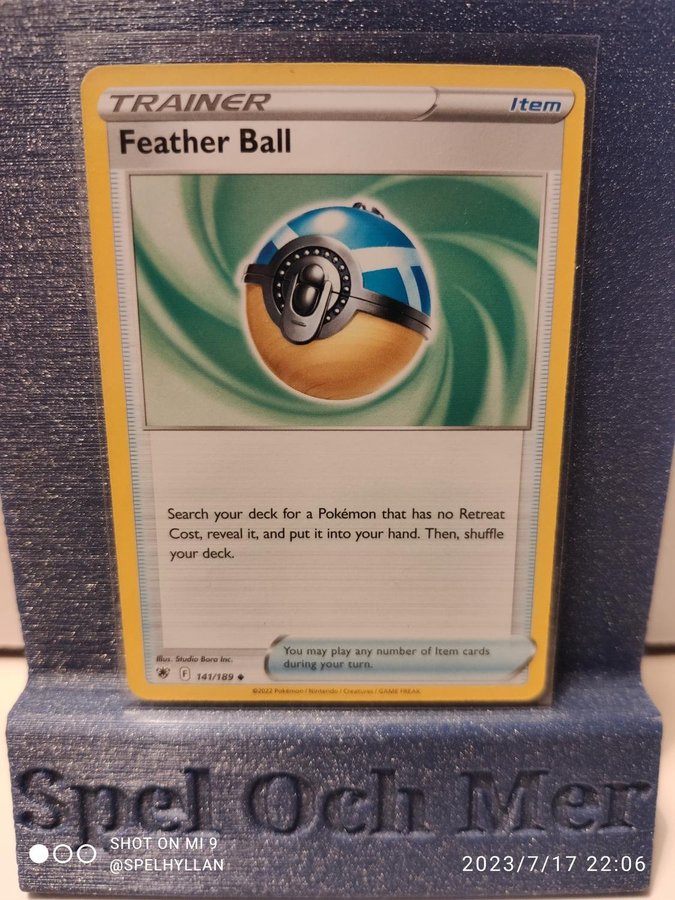 TRAINER Item
Feather Ball
Search your deck for a Pokémon that has no Retreat
Cost, reveal it, and put it into your hand. Then, shuffle
your deck.
Illus. Studio Bora Inc.
You may play any number of Item cards
during your turn.
F 141/189
©2022 Pokémon / Nintendo / Creatures / GAME FREAK
Spel Och Mer
SHOT ON MI 9
@SPELHYLLAN
2023/7/17 22:06